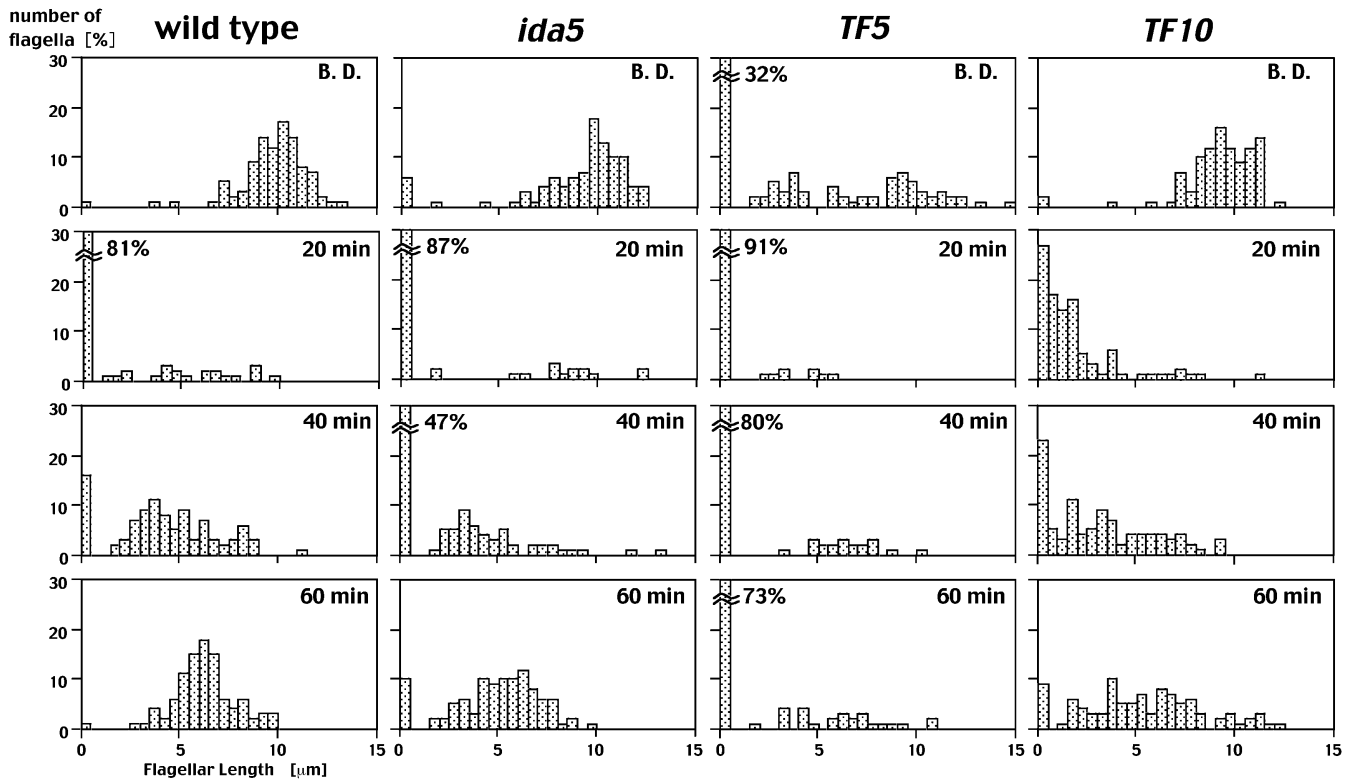 number of
flagella [%]
wild type
ida5
TF5
TF10
30
20
10
0
B. D.
B. D.
32%
B. D.
B. D.
30
20
10
0
81%
20 min
87%
20 min
91%
20 min
20 min
30
20
10
0
40 min
47%
40 min
80%
40 min
40 min
30
20
10
0
60 min
60 min
73%
60 min
60 min
0 5 10 15
0 5 10 15
0 5 10 15
0 5 10 15
Flagellar Length [μm]